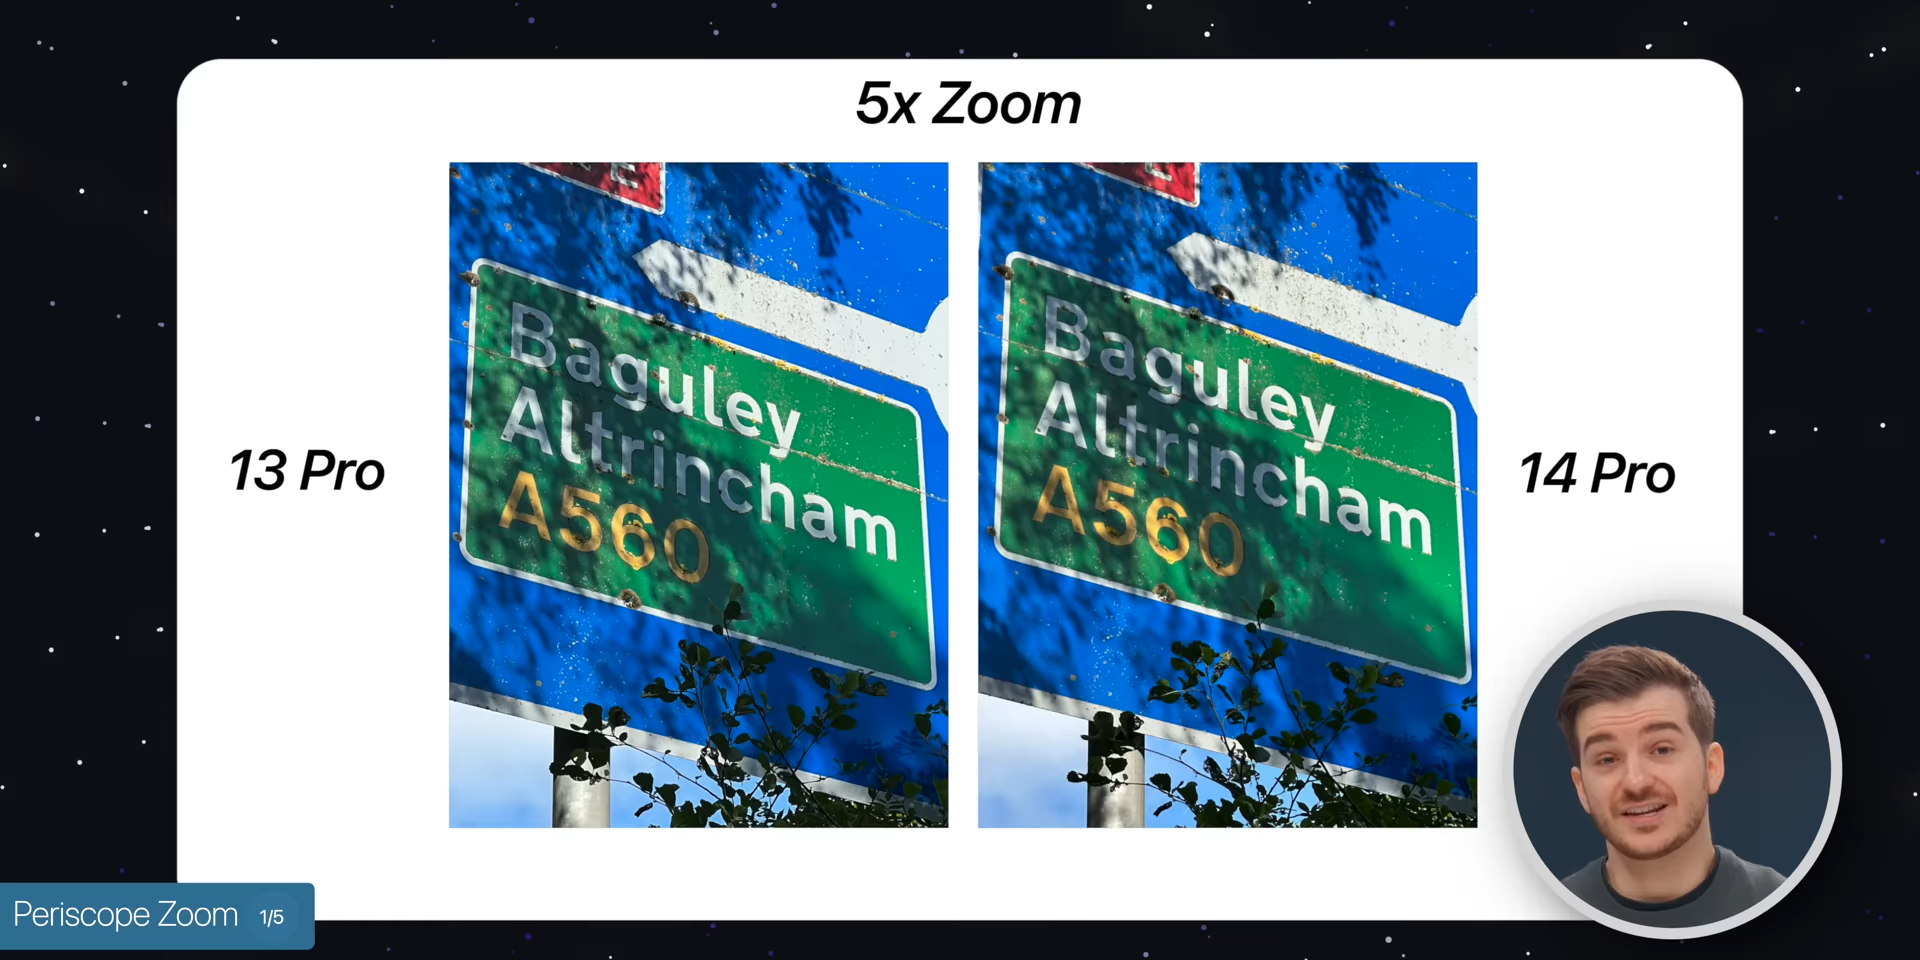 5x Zoom
E
Baguley
Altrincham
A560
E
Baguley
Altrincham
A560
13 Pro
14 Pro
Periscope Zoom 1/5